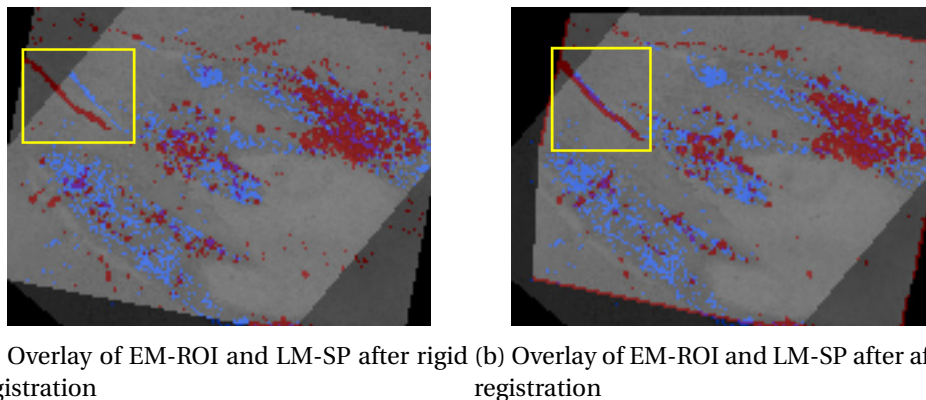 Overlay of EM-ROI and LM-SP after rigid
gistration
(b) Overlay of EM-ROI and LM-SP after af
registration